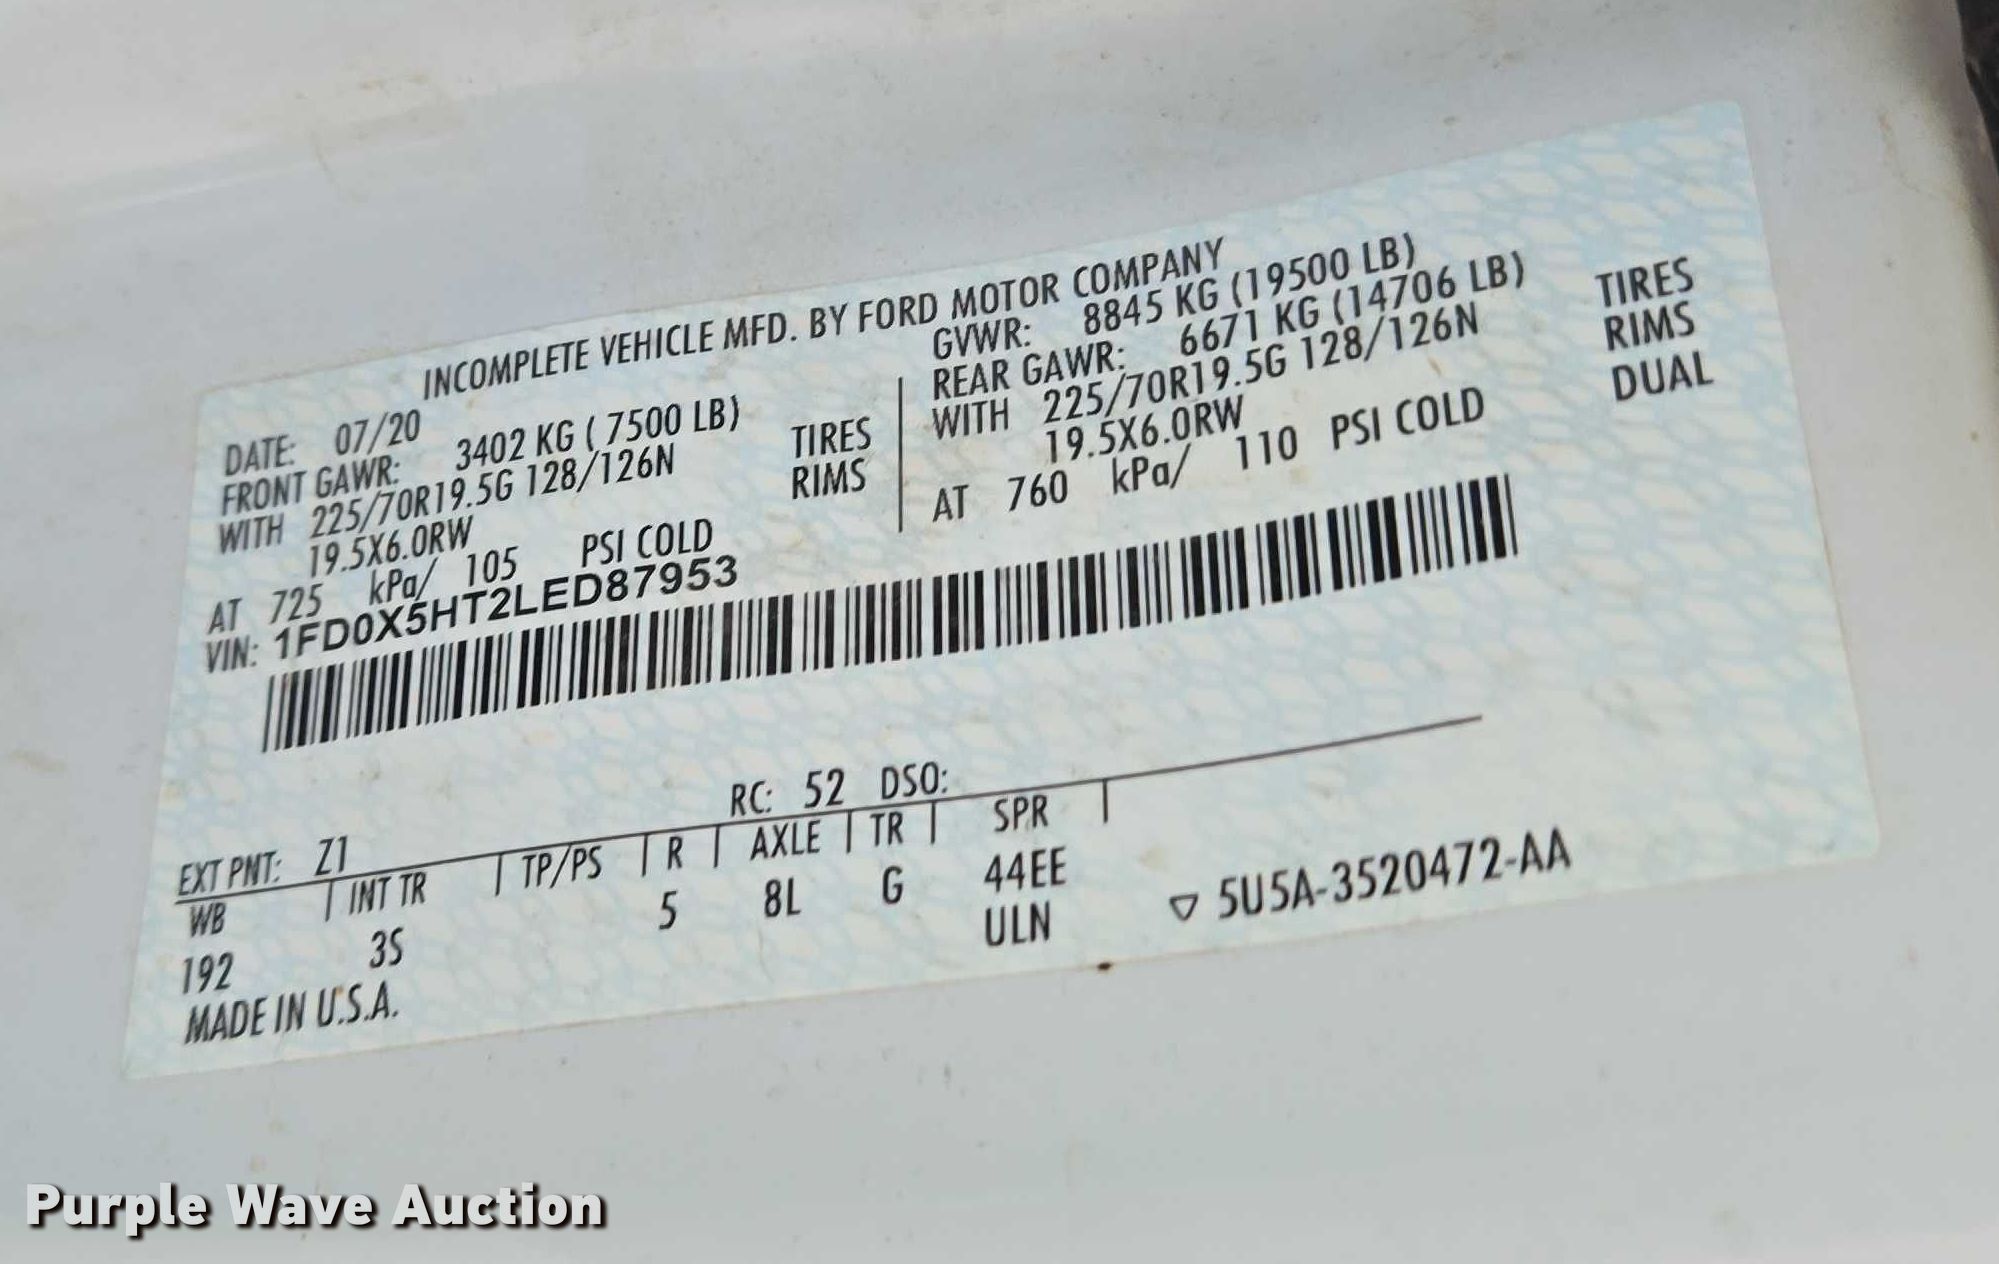 INCOMPLETE VEHICLE MFD. BY FORD MOTOR COMPANY
DATE: 07/20 GVWR: 8845 KG (19500 LB)
FRONT GAWR: 3402 KG ( 7500 LB) REAR GAWR: 6671 KG (14706 LB)
WITH 225/70R19.5G 128/126N TIRES WITH 225/70R19.5G 128/126N TIRES
19.5X6.0RW RIMS 19.5X6.0RW RIMS
AT 725 kPa/ 105 PSI COLD AT 760 kPa/ 110 PSI COLD DUAL
VIN: 1FD0X5HT2LED87953
EXT PNT: Z1 RC: 52 DSO:
WB INT TR TP/PS R AXLE TR SPR
192 3S 5 8L G 44EE
ULN ▽ 5U5A-3520472-AA
MADE IN U.S.A.
Purple Wave Auction